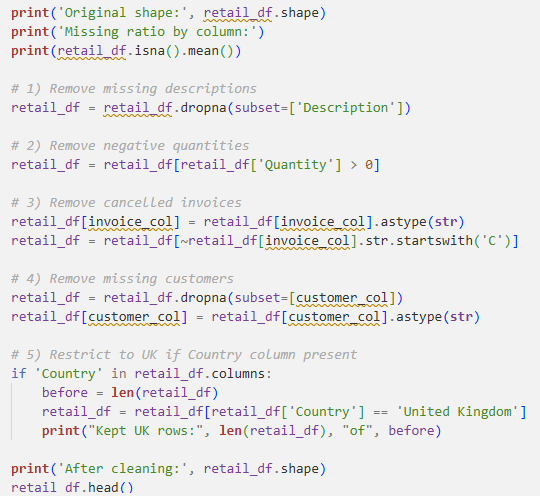 print('Original shape:', retail_df.shape)
print('Missing ratio by column:')
print(retail_df.isna().mean())
# 1) Remove missing descriptions
retail_df = retail_df.dropna(subset=['Description'])
# 2) Remove negative quantities
retail_df = retail_df[retail_df['Quantity'] > 0]
# 3) Remove cancelled invoices
retail_df[invoice_col] = retail_df[invoice_col].astype(str)
retail_df = retail_df[~retail_df[invoice_col].str.startswith('C')]
# 4) Remove missing customers
retail_df = retail_df.dropna(subset=[customer_col])
retail_df[customer_col] = retail_df[customer_col].astype(str)
# 5) Restrict to UK if Country column present
if 'Country' in retail_df.columns:
    before = len(retail_df)
    retail_df = retail_df[retail_df['Country'] == 'United Kingdom']
    print("Kept UK rows:", len(retail_df), "of", before)
print('After cleaning:', retail_df.shape)
retail_df.head()